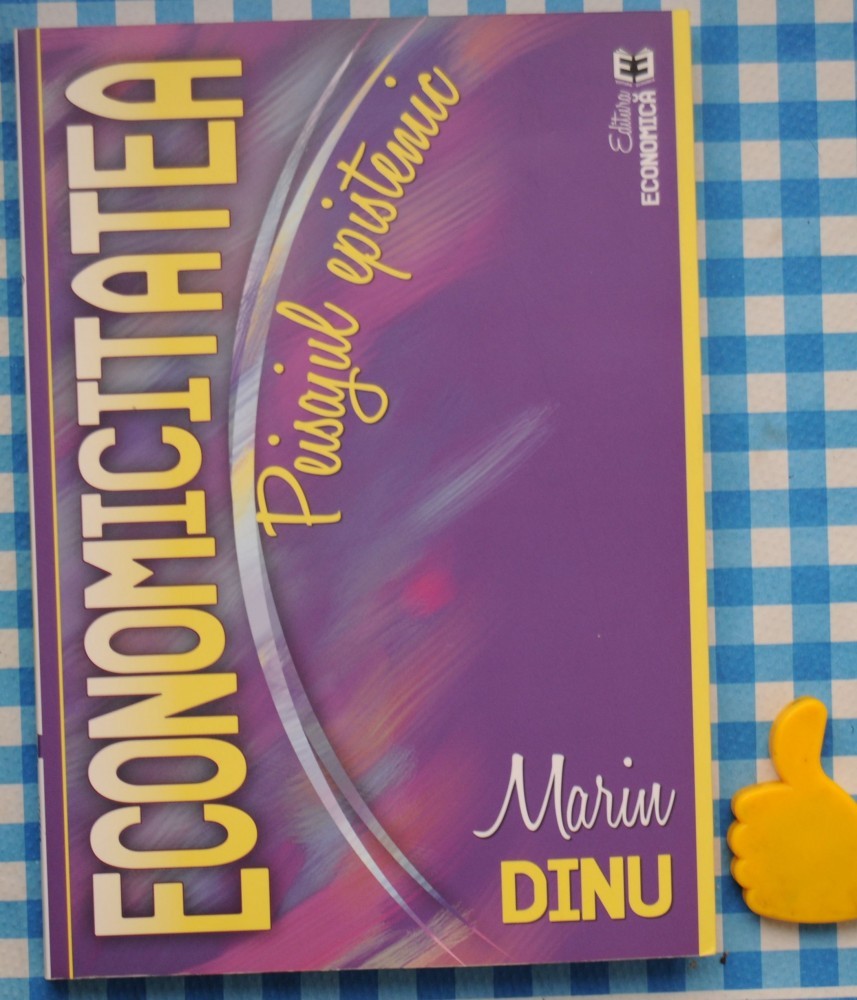 ECONOMICITATEA
Peisajul epistemic
Marin
DINU
Editura
ECONOMICĂ